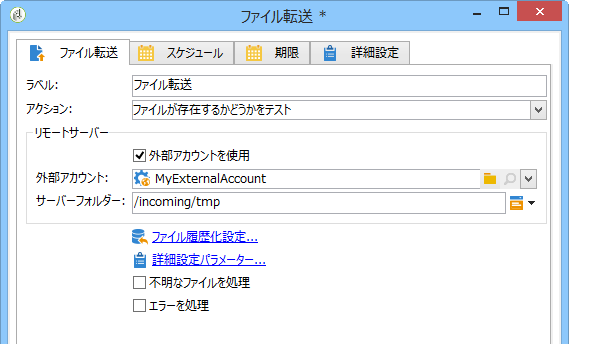 ファイル転送 *
ファイル転送 スケジュール 期限 詳細設定
ラベル: ファイル転送
アクション: ファイルが存在するかどうかをテスト
リモートサーバー
外部アカウントを使用
外部アカウント: MyExternalAccount
サーバーフォルダー: /incoming/tmp
ファイル履歴化設定...
詳細設定パラメーター...
不明なファイルを処理
エラーを処理